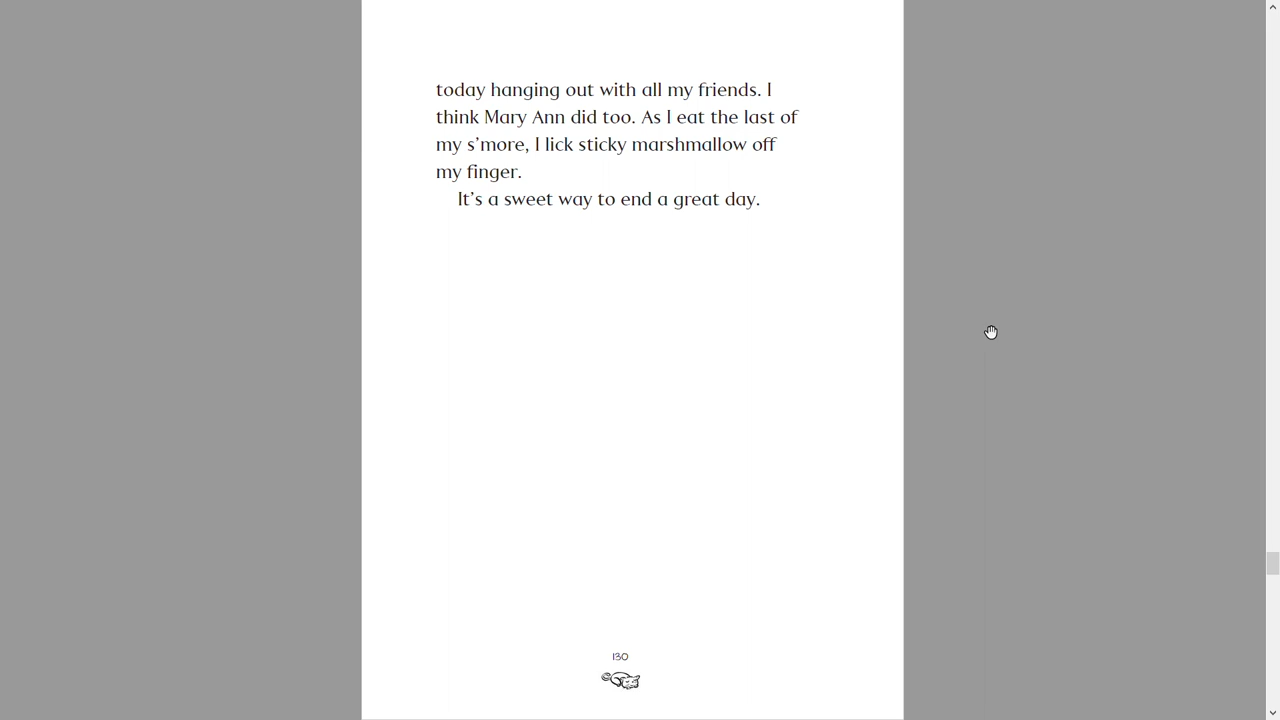 today hanging out with all my friends. I
think Mary Ann did too. As I eat the last of
my s’more, I lick sticky marshmallow off
my finger.
It’s a sweet way to end a great day.
130